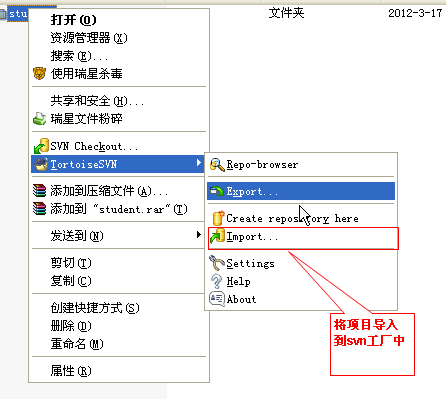 stu
文件夹
2012-3-17
打开(O)
资源管理器(X)
搜索(E)...
使用瑞星杀毒
共享和安全(H)...
瑞星文件粉碎
SVN Checkout...
TortoiseSVN
添加到压缩文件(A)...
添加到 "student.rar"(T)
发送到(N)
剪切(T)
复制(C)
创建快捷方式(S)
删除(D)
重命名(M)
属性(R)
Repo-browser
Export...
Create repository here
Import...
Settings
Help
About
将项目导入
到svn工厂中